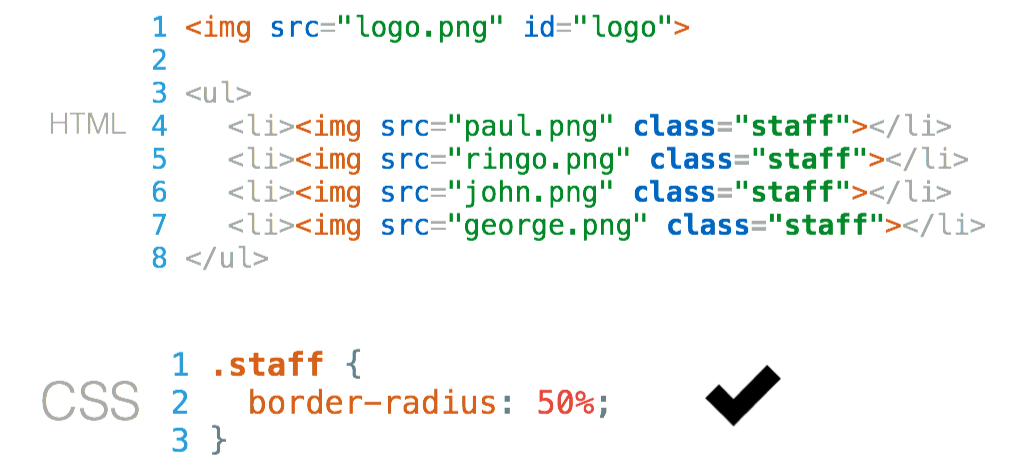 1 <img src="logo.png" id="logo">
2
3 <ul>
HTML 4   <li><img src="paul.png" class="staff"></li>
5   <li><img src="ringo.png" class="staff"></li>
6   <li><img src="john.png" class="staff"></li>
7   <li><img src="george.png" class="staff"></li>
8 </ul>
1 .staff {
CSS 2   border-radius: 50%;
3 }